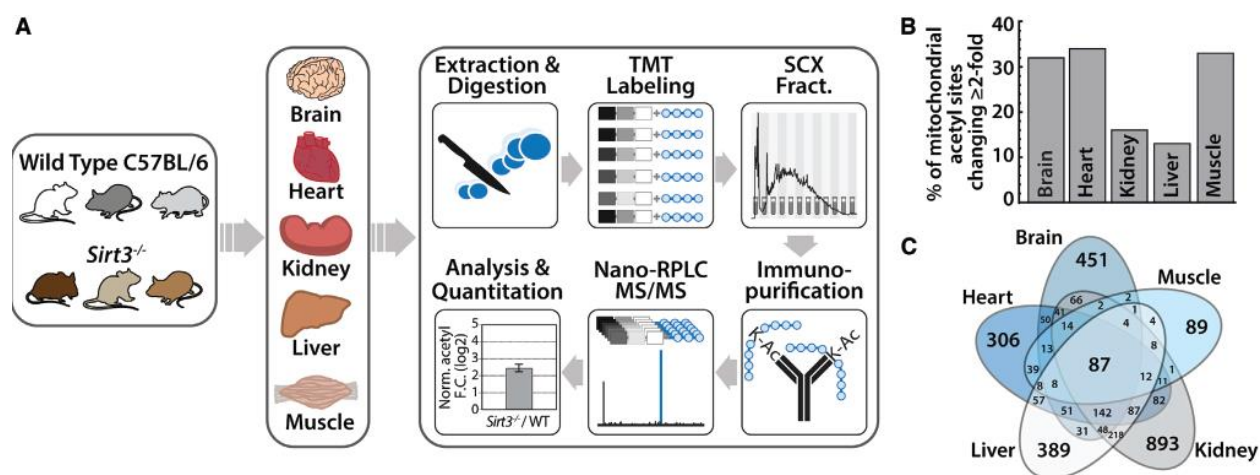 A
Wild Type C57BL/6
Sirt3-/-
Brain
Heart
Kidney
Liver
Muscle
Extraction &
Digestion
TMT
Labeling
+
+
+
+
+
+
SCX
Fract.
Analysis &
Quantitation
Norm. acetyl
F.C. (log2)
5
4
3
2
1
0
Sirt3-/-/WT
Nano-RPLC
MS/MS
Immuno-
purification
K-Ac
K-Ac
B
% of mitochondrial
acetyl sites
changing ≥2-fold
40
30
20
10
0
Brain
Heart
Kidney
Liver
Muscle
C
Brain
451
Muscle
89
Heart
306
66
2
2
1
41
50
14
4
4
8
13
87
39
8
8
12
11
1
57
51
142
87
82
31
48
218
Liver
389
893
Kidney